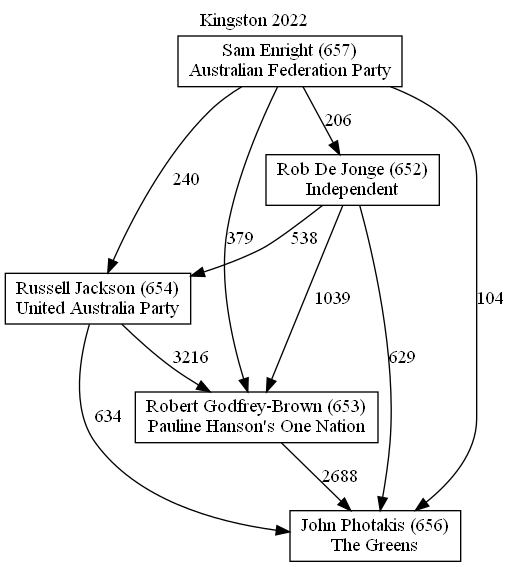 Kingston 2022
Sam Enright (657)
Australian Federation Party
206
Rob De Jonge (652)
Independent
240
379
538
1039
629
104
Russell Jackson (654)
United Australia Party
3216
634
Robert Godfrey-Brown (653)
Pauline Hanson's One Nation
2688
John Photakis (656)
The Greens